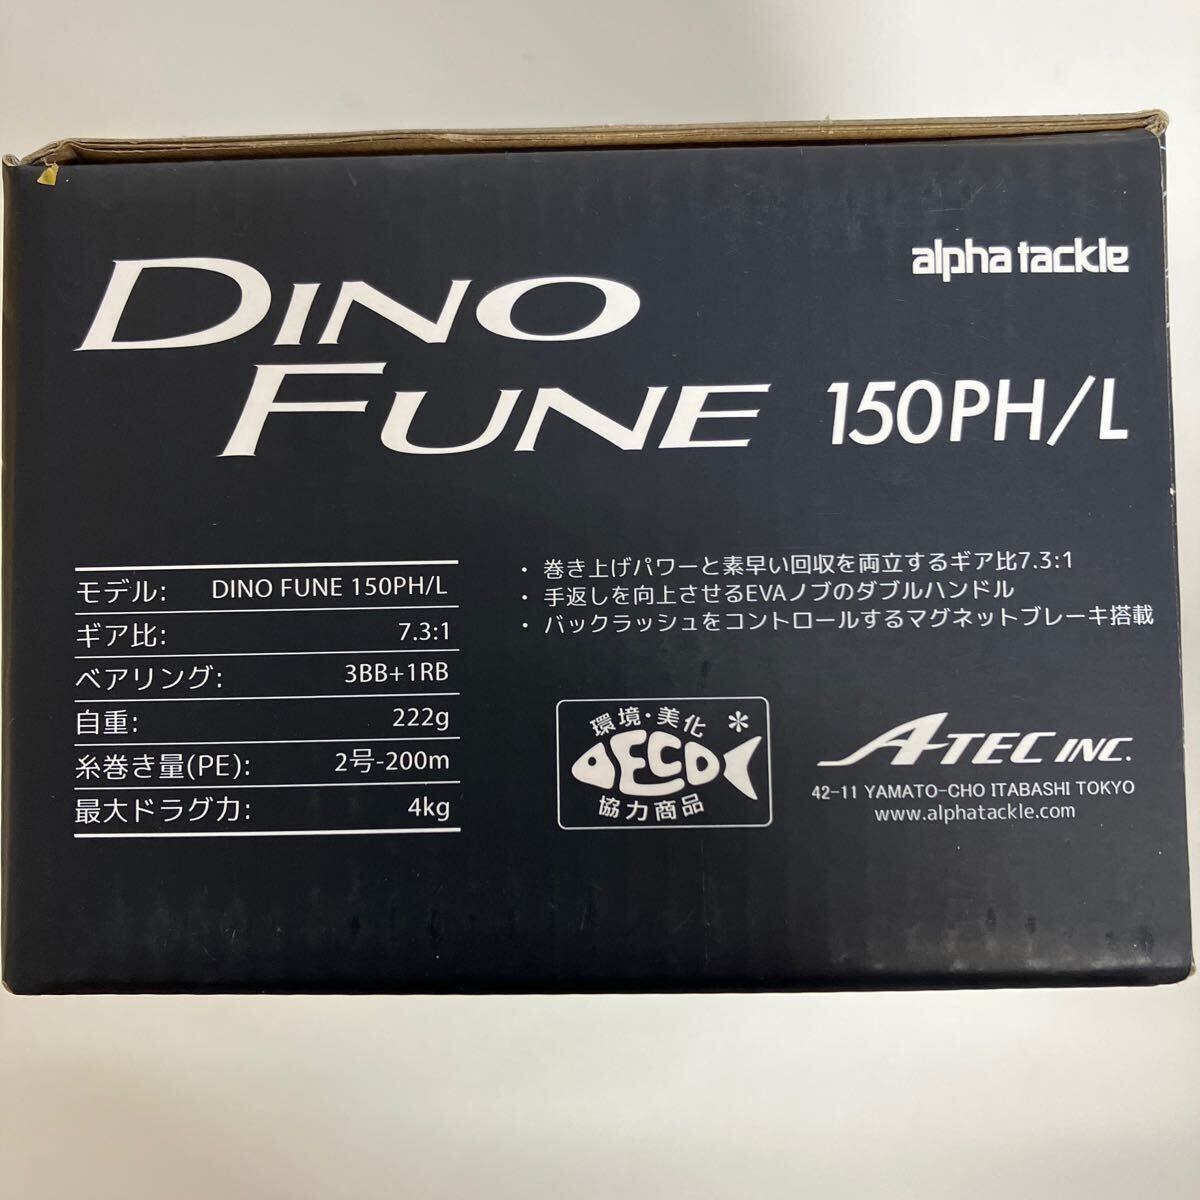 DINO
FUNE 150PH/L
alpha tackle
モデル: DINO FUNE 150PH/L
ギア比: 7.3:1
ベアリング: 3BB+1RB
自重: 222g
糸巻き量(PE): 2号-200m
最大ドラグ力: 4kg
・ 巻き上げパワーと素早い回収を両立するギア比7.3:1
・ 手返しを向上させるEVAノブのダブルハンドル
・ バックラッシュをコントロールするマグネットブレーキ搭載
環境・美化 *
ECO
協力商品
A-TEC INC.
42-11 YAMATO-CHO ITABASHI TOKYO
www.alphatackle.com